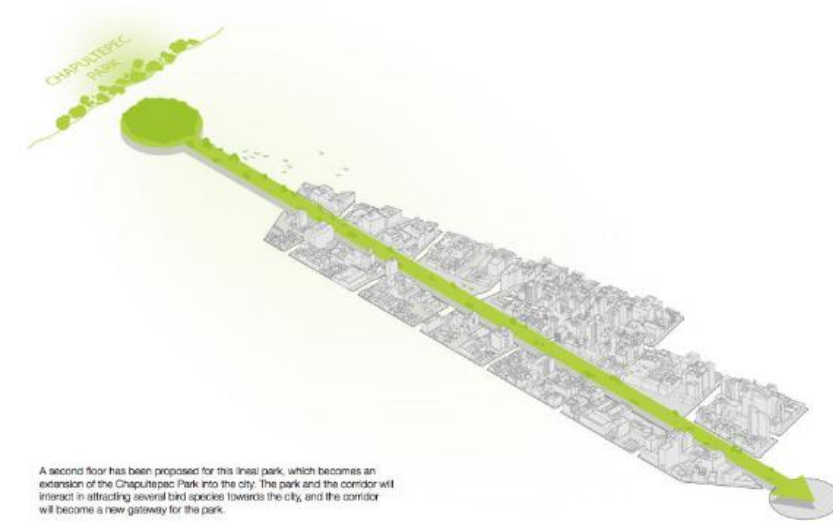 CHAPULTEPEC
PARK
A second floor has been proposed for this lineal park, which becomes an
extension of the Chapultepec Park into the city. The park and the corridor will
interact in attracting several bird species towards the city, and the corridor
will become a new gateway for the park.